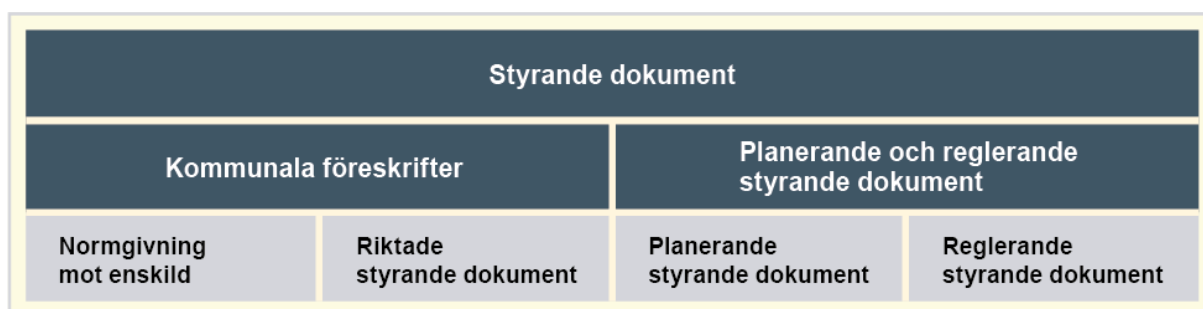 Styrande dokument
Kommunala föreskrifter
Planerande och reglerande
styrande dokument
Normgivning
mot enskild
Riktade
styrande dokument
Planerande
styrande dokument
Reglerande
styrande dokument